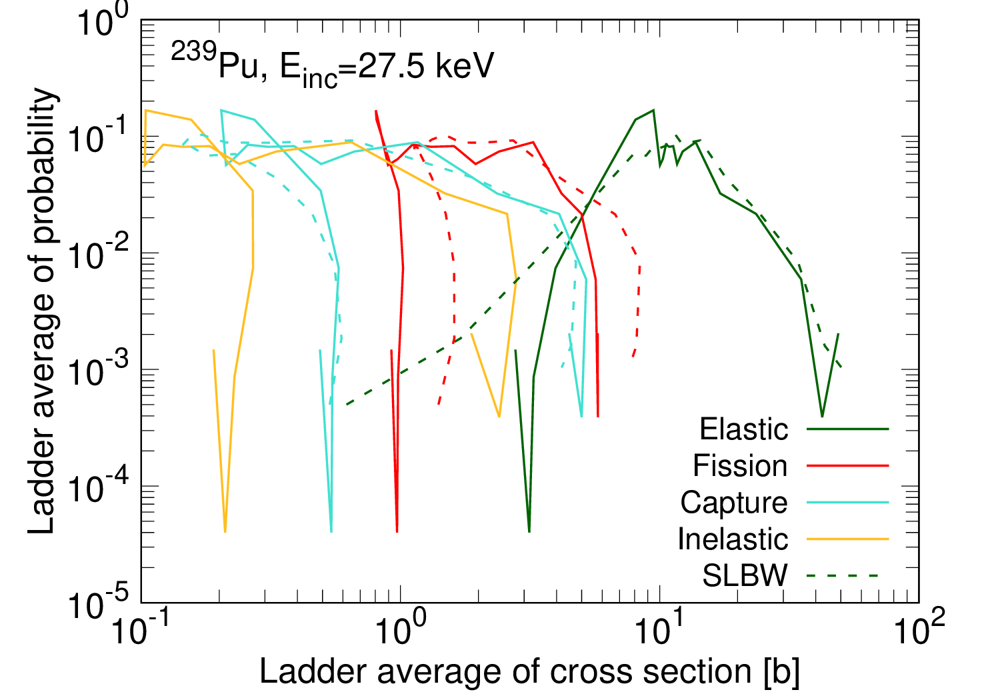 10^0
10^-1
10^-2
10^-3
10^-4
10^-5
Ladder average of probability
^239Pu, E_inc=27.5 keV
Elastic
Fission
Capture
Inelastic
SLBW
10^-1 10^0 10^1 10^2
Ladder average of cross section [b]